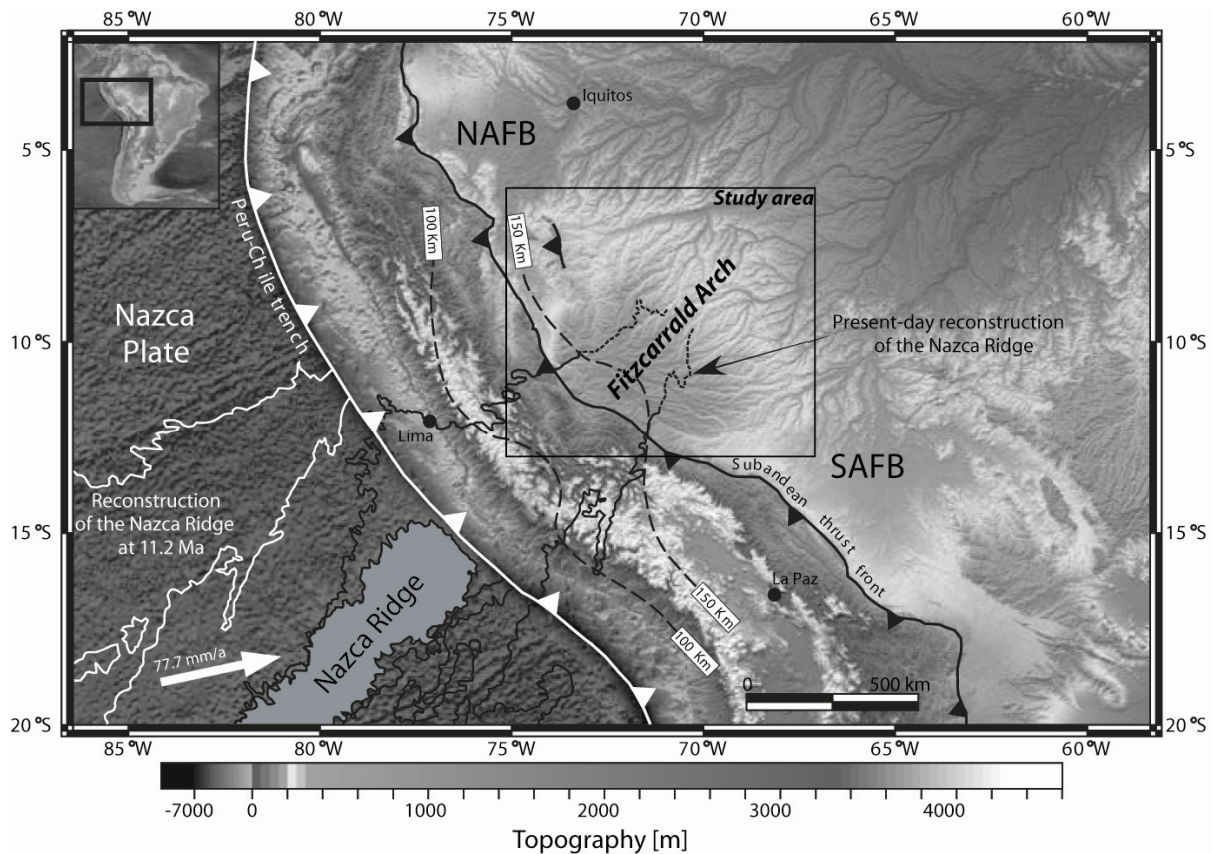 85°W 80°W 75°W 70°W 65°W 60°W
Iquitos
NAFB
5°S 5°S
Study area
100 Km
150 Km
Peru-Chile trench
Fitzcarrald Arch
Nazca
Plate
10°S 10°S
Present-day reconstruction
of the Nazca Ridge
Lima
SAFB
Subandean thrust front
Reconstruction
of the Nazca Ridge
at 11.2 Ma
15°S 15°S
La Paz
150 Km
100 Km
Nazca Ridge
77.7 mm/a
0 500 km
20°S 20°S
85°W 80°W 75°W 70°W 65°W 60°W
-7000 0 1000 2000 3000 4000
Topography [m]